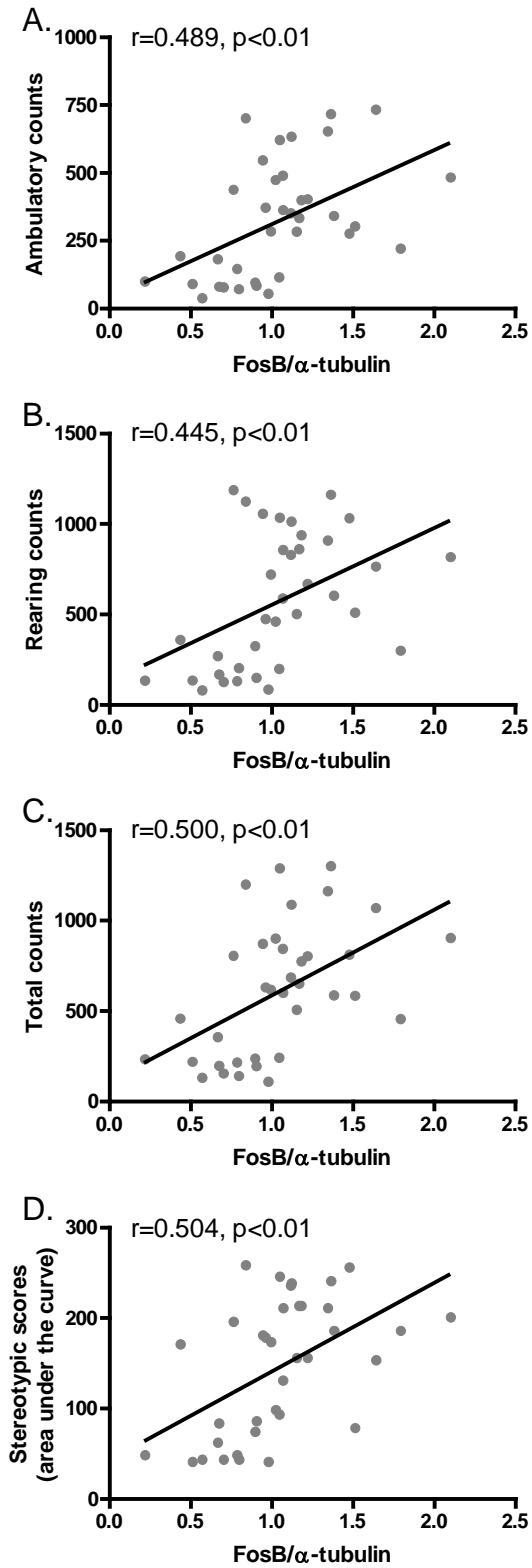 A.
r=0.489, p<0.01
1000
750
500
250
0
Ambulatory counts
0.0 0.5 1.0 1.5 2.0 2.5
FosB/α-tubulin
B.
r=0.445, p<0.01
1500
1000
500
0
Rearing counts
0.0 0.5 1.0 1.5 2.0 2.5
FosB/α-tubulin
C.
r=0.500, p<0.01
1500
1000
500
0
Total counts
0.0 0.5 1.0 1.5 2.0 2.5
FosB/α-tubulin
D.
r=0.504, p<0.01
300
200
100
0
Stereotypic scores
(area under the curve)
0.0 0.5 1.0 1.5 2.0 2.5
FosB/α-tubulin